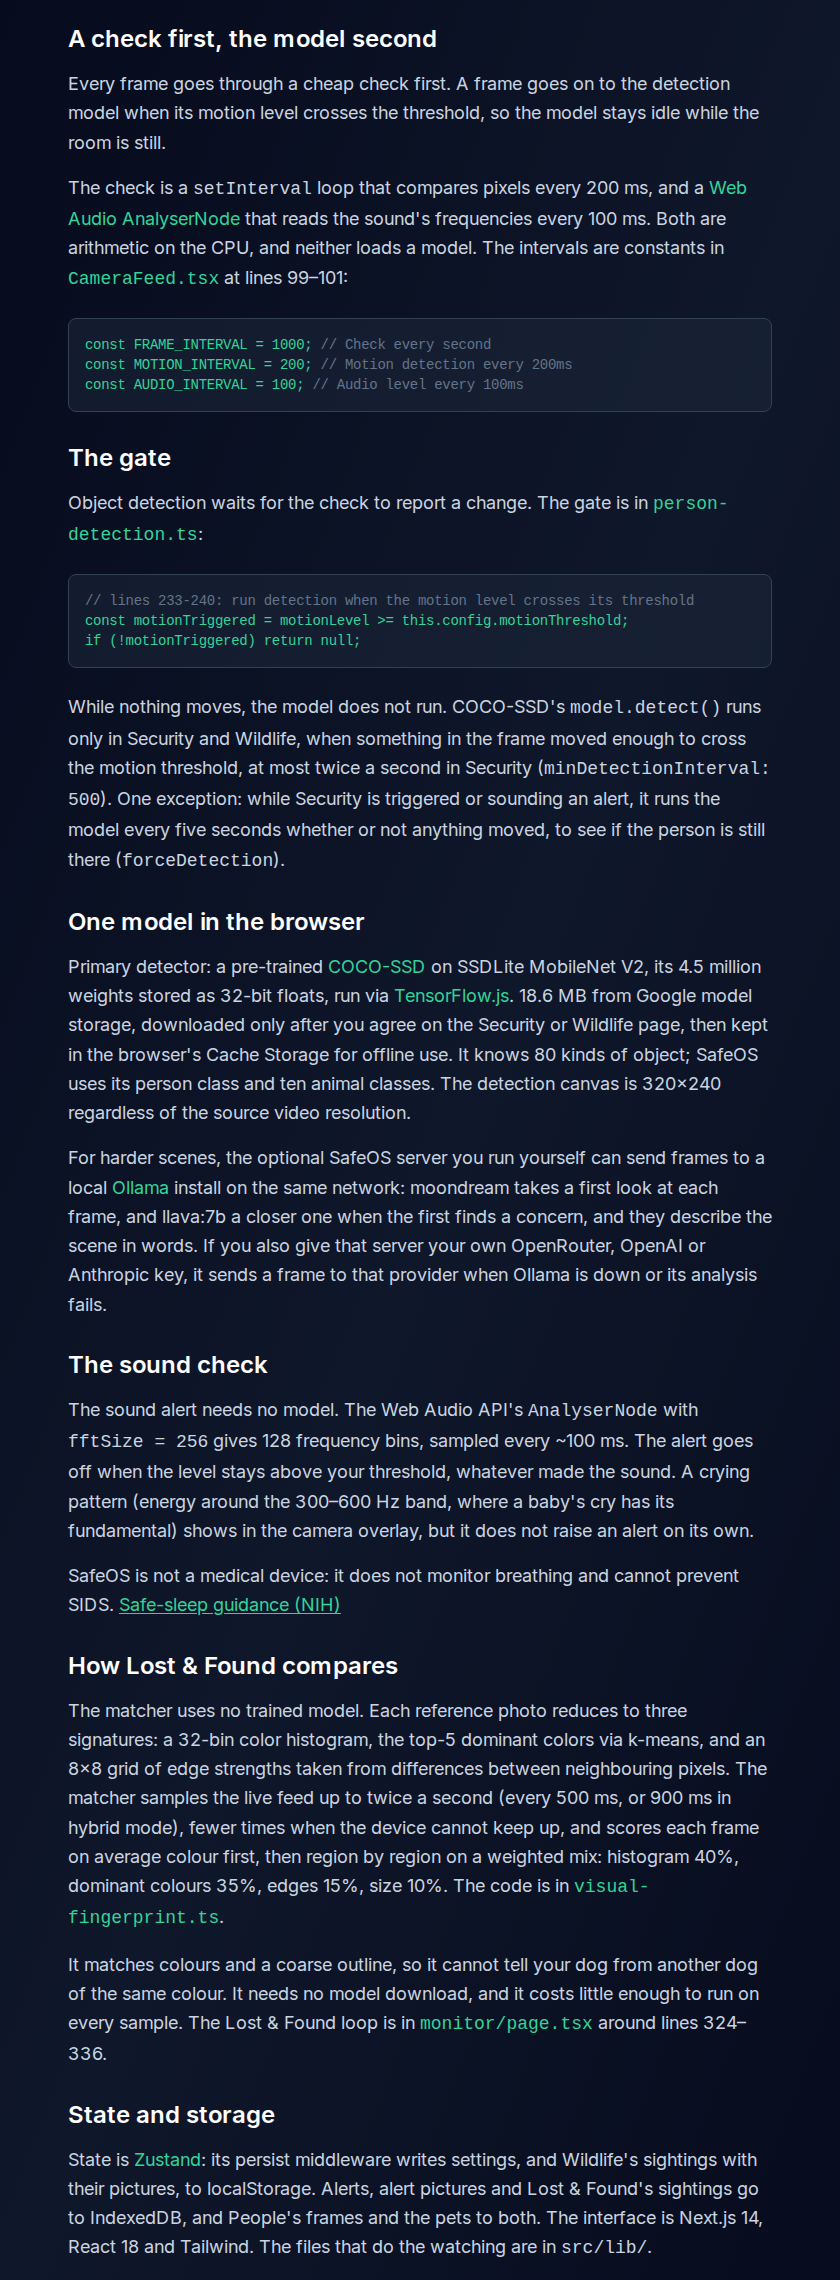 A check first, the model second
Every frame goes through a cheap check first. A frame goes on to the detection
model when its motion level crosses the threshold, so the model stays idle while the
room is still.
The check is a setInterval loop that compares pixels every 200 ms, and a Web
Audio AnalyserNode that reads the sound's frequencies every 100 ms. Both are
arithmetic on the CPU, and neither loads a model. The intervals are constants in
CameraFeed.tsx at lines 99–101:
const FRAME_INTERVAL = 1000; // Check every second
const MOTION_INTERVAL = 200; // Motion detection every 200ms
const AUDIO_INTERVAL = 100; // Audio level every 100ms
The gate
Object detection waits for the check to report a change. The gate is in person-
detection.ts:
// lines 233-240: run detection when the motion level crosses its threshold
const motionTriggered = motionLevel >= this.config.motionThreshold;
if (!motionTriggered) return null;
While nothing moves, the model does not run. COCO-SSD's model.detect() runs
only in Security and Wildlife, when something in the frame moved enough to cross
the motion threshold, at most twice a second in Security (minDetectionInterval:
500). One exception: while Security is triggered or sounding an alert, it runs the
model every five seconds whether or not anything moved, to see if the person is still
there (forceDetection).
One model in the browser
Primary detector: a pre-trained COCO-SSD on SSDLite MobileNet V2, its 4.5 million
weights stored as 32-bit floats, run via TensorFlow.js. 18.6 MB from Google model
storage, downloaded only after you agree on the Security or Wildlife page, then kept
in the browser's Cache Storage for offline use. It knows 80 kinds of object; SafeOS
uses its person class and ten animal classes. The detection canvas is 320×240
regardless of the source video resolution.
For harder scenes, the optional SafeOS server you run yourself can send frames to a
local Ollama install on the same network: moondream takes a first look at each
frame, and llava:7b a closer one when the first finds a concern, and they describe the
scene in words. If you also give that server your own OpenRouter, OpenAI or
Anthropic key, it sends a frame to that provider when Ollama is down or its analysis
fails.
The sound check
The sound alert needs no model. The Web Audio API's AnalyserNode with
fftSize = 256 gives 128 frequency bins, sampled every ~100 ms. The alert goes
off when the level stays above your threshold, whatever made the sound. A crying
pattern (energy around the 300–600 Hz band, where a baby's cry has its
fundamental) shows in the camera overlay, but it does not raise an alert on its own.
SafeOS is not a medical device: it does not monitor breathing and cannot prevent
SIDS. Safe-sleep guidance (NIH)
How Lost & Found compares
The matcher uses no trained model. Each reference photo reduces to three
signatures: a 32-bin color histogram, the top-5 dominant colors via k-means, and an
8×8 grid of edge strengths taken from differences between neighbouring pixels. The
matcher samples the live feed up to twice a second (every 500 ms, or 900 ms in
hybrid mode), fewer times when the device cannot keep up, and scores each frame
on average colour first, then region by region on a weighted mix: histogram 40%,
dominant colours 35%, edges 15%, size 10%. The code is in visual-
fingerprint.ts.
It matches colours and a coarse outline, so it cannot tell your dog from another dog
of the same colour. It needs no model download, and it costs little enough to run on
every sample. The Lost & Found loop is in monitor/page.tsx around lines 324–
336.
State and storage
State is Zustand: its persist middleware writes settings, and Wildlife's sightings with
their pictures, to localStorage. Alerts, alert pictures and Lost & Found's sightings go
to IndexedDB, and People's frames and the pets to both. The interface is Next.js 14,
React 18 and Tailwind. The files that do the watching are in src/lib/.